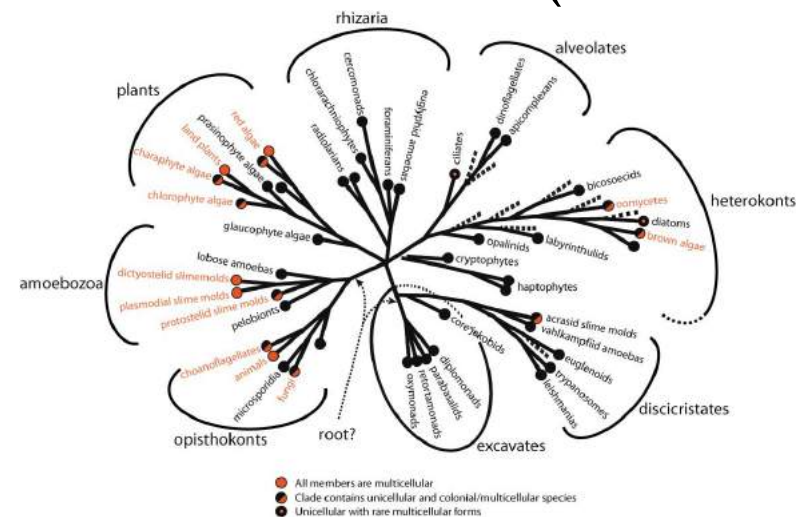 rhizaria
alveolates
plants
heterokonts
amoebozoa
opisthokonts
root?
excavates
discicristates
radiolarians
chlorarachniophytes
cercomonads
foraminiferans
euglyphid amoebas
ciliates
dinoflagellates
apicomplexans
bicosoecids
oomycetes
diatoms
brown algae
labyrinthulids
opalinids
cryptophytes
haptophytes
acrasid slime molds
vahlkampfiid amoebas
euglenoids
trypanosomes
leishmanias
core jakobids
diplomonads
parabasalids
retortamonads
oxymonads
red algae
prasinophyte algae
land plants
charaphyte algae
chlorophyte algae
glaucophyte algae
lobose amoebas
dictyostelid slimemolds
plasmodial slime molds
protostelid slime molds
pelobionts
choanoflagellates
animals
microsporidia
fungi
All members are multicellular
Clade contains unicellular and colonial/multicellular species
Unicellular with rare multicellular forms